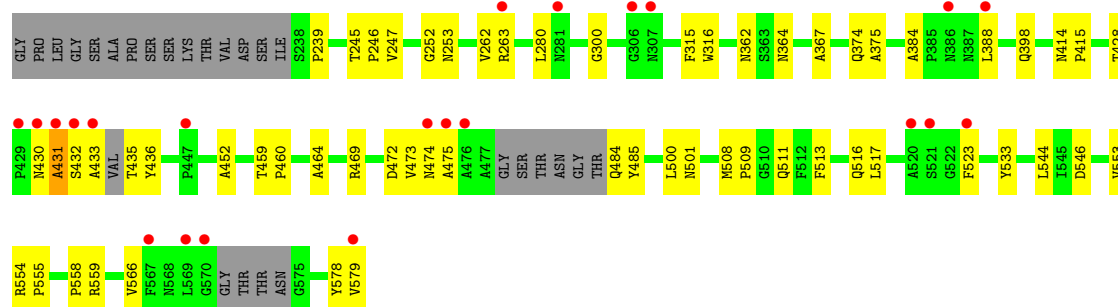 GLY PRO LEU GLY SER ALA PRO SER SER LYS THR VAL ASP SER ILE S238 P239 T245 P246 V247 G252 N253 V262 R263 L280 N281 G300 G306 N307 F315 W316 N362 S363 N364 A367 Q374 A375 A384 P385 N386 N387 L388 Q398 N414 P415 T428
P429 N430 A431 S432 A433 VAL T435 Y436 P447 A452 T459 P460 A464 R469 D472 V473 N474 A475 A476 A477 GLY SER THR ASN GLY THR Q484 Y485 L500 N501 M508 P509 G510 Q511 F512 F513 Q516 L517 A520 S521 G522 F523 Y533 L544 I545 D546 V553
R554 P555 P558 R559 V566 F567 N568 L569 G570 GLY THR THR ASN G575 Y578 V579